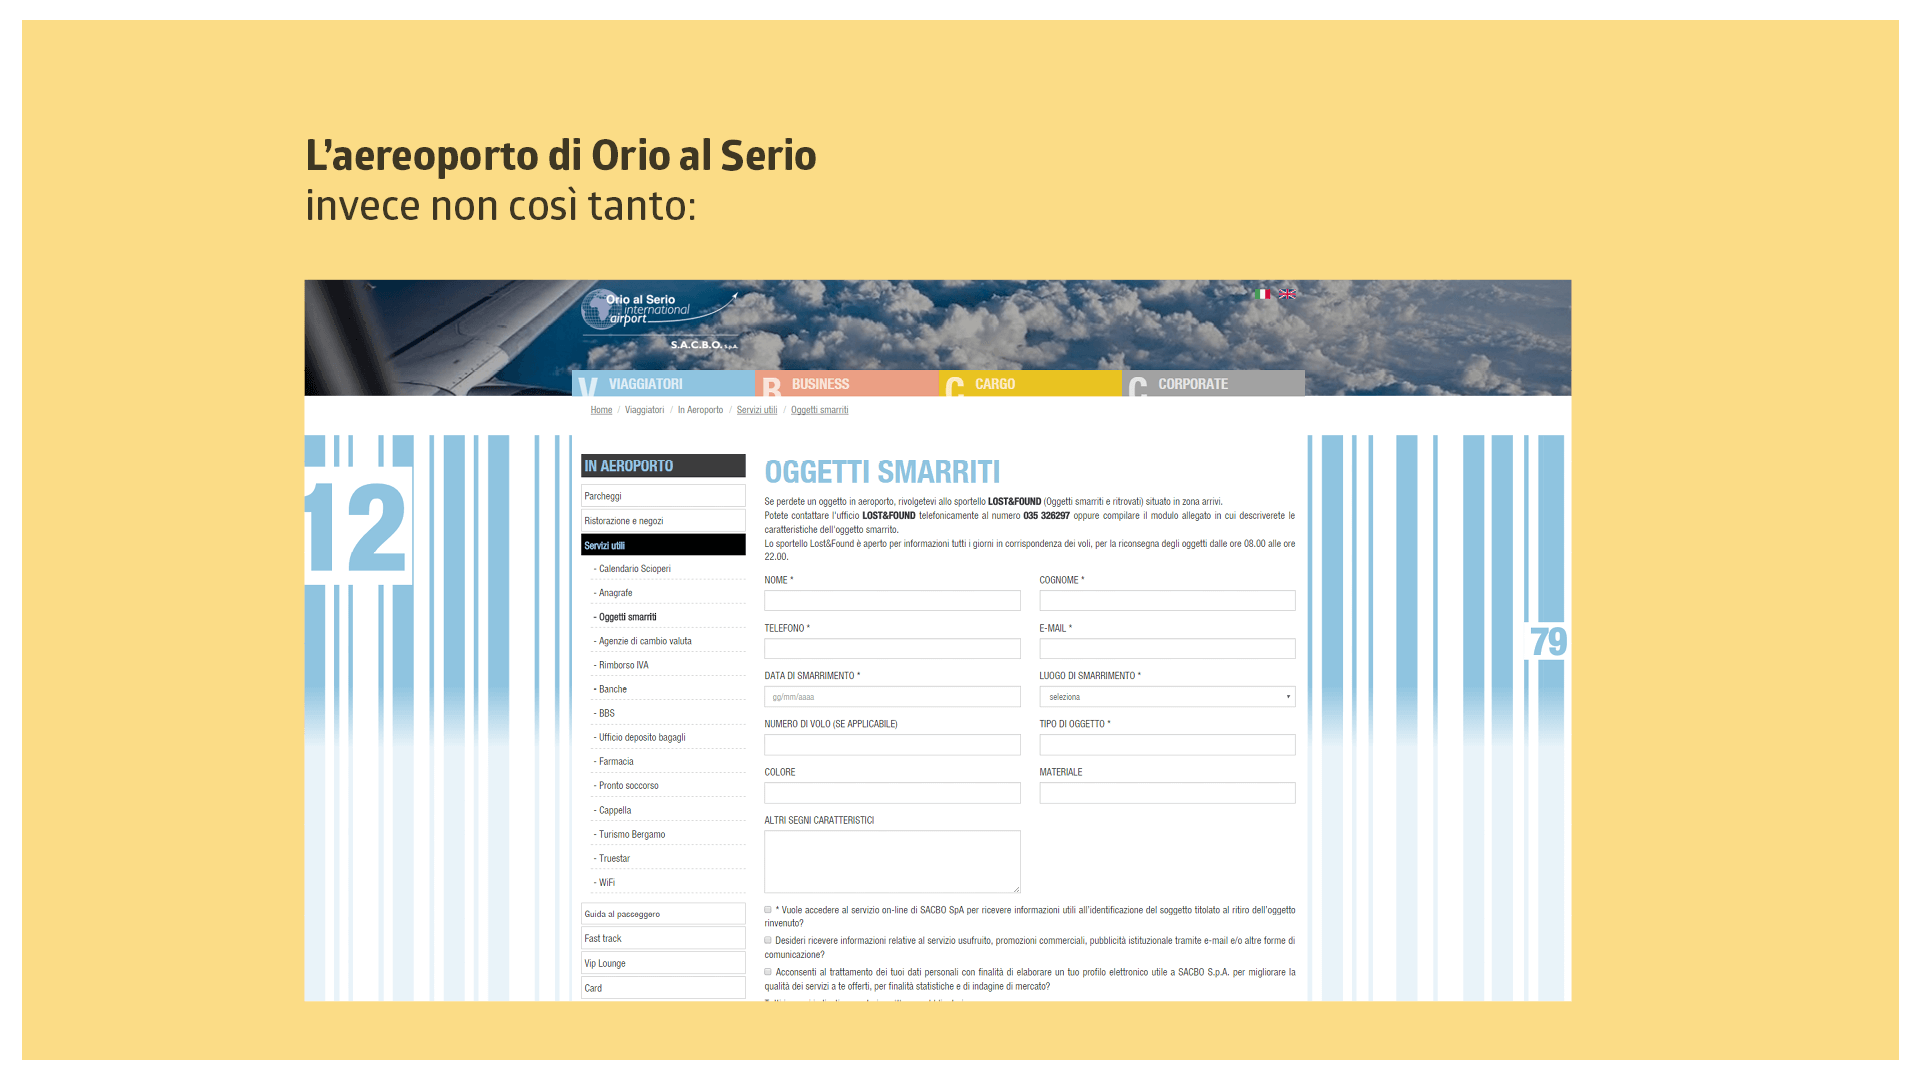 L’aereoporto di Orio al Serio
invece non così tanto:
Orio al Serio
international
airport
S.A.C.B.O. S.p.A.
V VIAGGIATORI
B BUSINESS
C CARGO
C CORPORATE
Home / Viaggiatori / In Aeroporto / Servizi utili / Oggetti smarriti
12
79
IN AEROPORTO
Parcheggi
Ristorazione e negozi
Servizi utili
- Calendario Scioperi
- Anagrafe
- Oggetti smarriti
- Agenzie di cambio valuta
- Rimborso IVA
- Banche
- BBS
- Ufficio deposito bagagli
- Farmacia
- Pronto soccorso
- Cappella
- Turismo Bergamo
- Truestar
- WiFi
Guida al passeggero
Fast track
Vip Lounge
Card
OGGETTI SMARRITI
Se perdete un oggetto in aeroporto, rivolgetevi allo sportello LOST&FOUND (Oggetti smarriti e ritrovati) situato in zona arrivi.
Potete contattare l'ufficio LOST&FOUND telefonicamente al numero 035 326297 oppure compilare il modulo allegato in cui descriverete le
caratteristiche dell'oggetto smarrito.
Lo sportello Lost&Found è aperto per informazioni tutti i giorni in corrispondenza dei voli, per la riconsegna degli oggetti dalle ore 08.00 alle ore
22.00.
NOME *
COGNOME *
TELEFONO *
E-MAIL *
DATA DI SMARRIMENTO *
LUOGO DI SMARRIMENTO *
gg/mm/aaaa
seleziona
NUMERO DI VOLO (SE APPLICABILE)
TIPO DI OGGETTO *
COLORE
MATERIALE
ALTRI SEGNI CARATTERISTICI
* Vuole accedere al servizio on-line di SACBO SpA per ricevere informazioni utili all'identificazione del soggetto titolato al ritiro dell'oggetto
rinvenuto?
Desideri ricevere informazioni relative al servizio usufruito, promozioni commerciali, pubblicità istituzionale tramite e-mail e/o altre forme di
comunicazione?
Acconsenti al trattamento dei tuoi dati personali con finalità di elaborare un tuo profilo elettronico utile a SACBO S.p.A. per migliorare la
qualità dei servizi a te offerti, per finalità statistiche e di indagine di mercato?